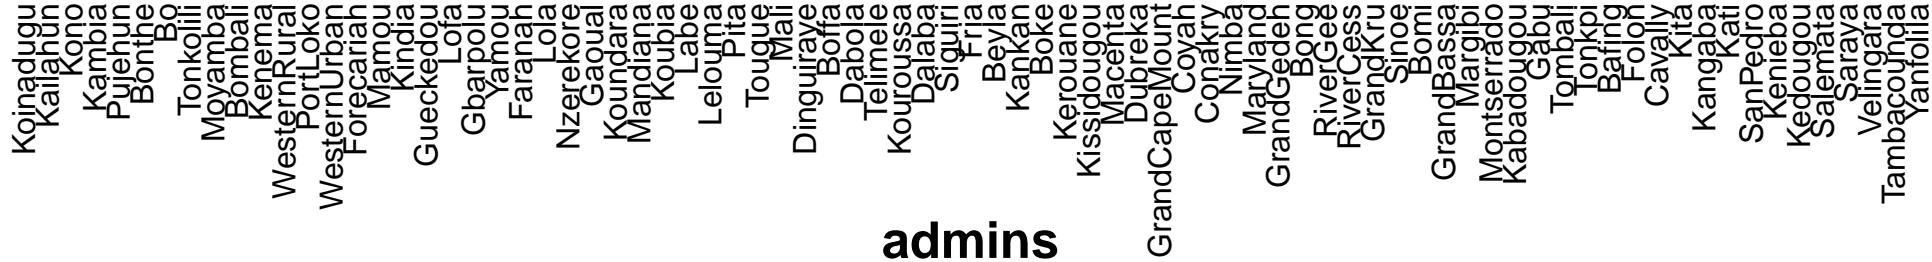 Koinadugu
Kailahun
Kono
Kambia
Pujehun
Bonthe
Bo
Tonkolili
Moyamba
Bombali
Kenema
WesternRural
PortLoko
WesternUrban
Forecariah
Mamou
Kindia
Gueckedou
Lofa
Gbarpolu
Yamou
Faranah
Lola
Nzerekore
Gaoual
Koundara
Mandiana
Koubia
Labe
Lelouma
Pita
Tougue
Mali
Dinguiraye
Boffa
Dabola
Telimele
Kouroussa
Dalaba
Siguiri
Fria
Beyla
Kankan
Boke
Kerouane
Kissidougou
Macenta
Dubreka
GrandCapeMount
Coyah
Conakry
Nimba
Maryland
GrandGedeh
Bong
RiverGee
RiverCess
GrandKru
Sinoe
Bomi
GrandBassa
Margibi
Montserrado
Kabadougou
Gabu
Tombali
Tonkpi
Bafing
Folon
Cavally
Kita
Kangaba
Kati
SanPedro
Kenieba
Kedougou
Salemata
Saraya
Velingara
Tambacounda
Yanfolila
admins